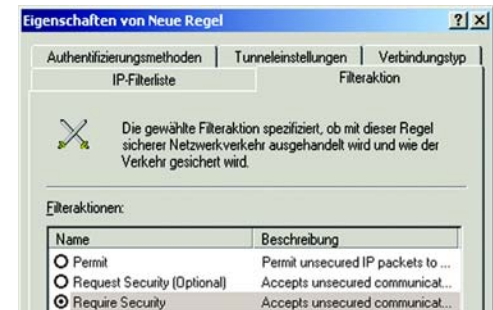 Eigenschaften von Neue Regel
Authentifizierungsmethoden Tunneleinstellungen Verbindungstyp
IP-Filterliste Filteraktion
Die gewählte Filteraktion spezifiziert, ob mit dieser Regel
sicherer Netzwerkverkehr ausgehandelt wird und wie der
Verkehr gesichert wird.
Filteraktionen:
Name Beschreibung
Permit Permit unsecured IP packets to ...
Request Security (Optional) Accepts unsecured communicat...
Require Security Accepts unsecured communicat...